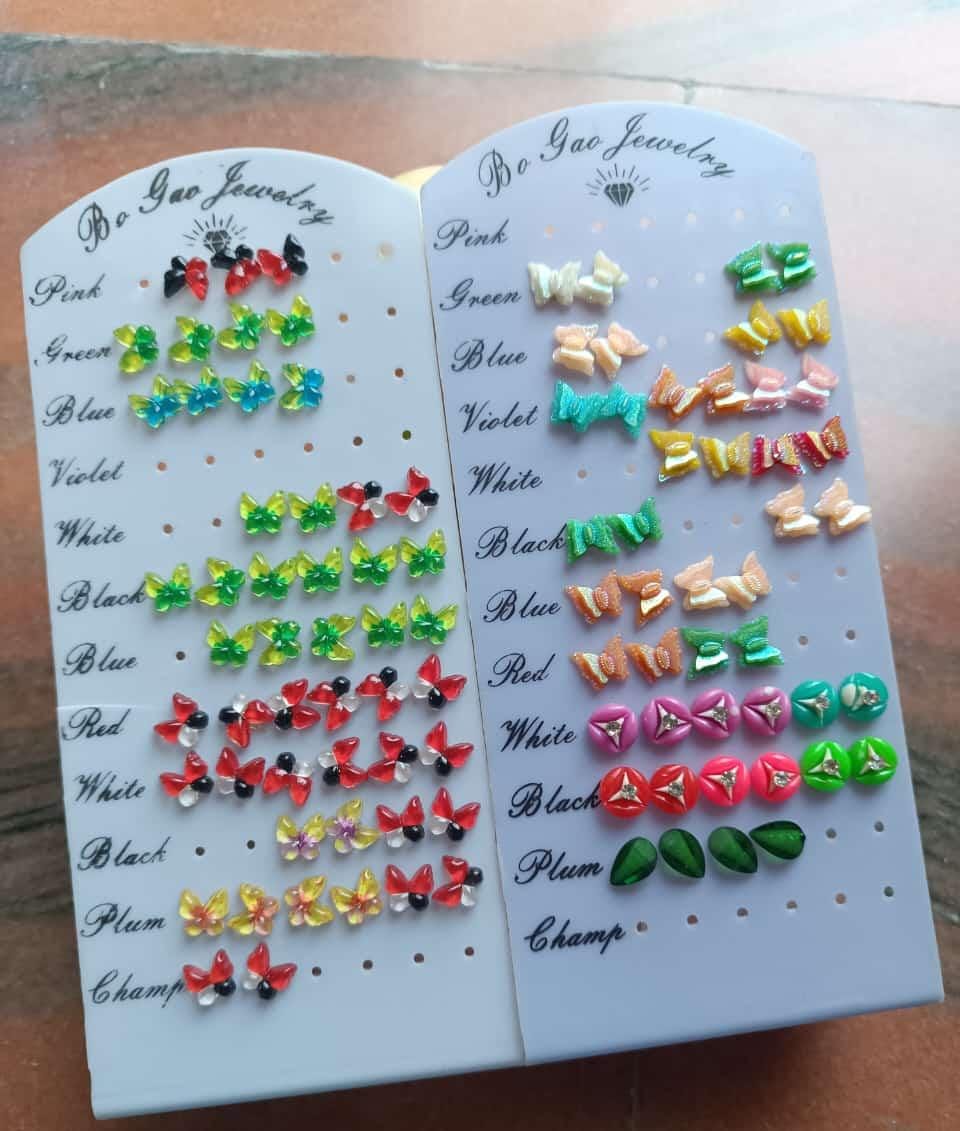 Bo Gao Jewelry
Pink
Green
Blue
Violet
White
Black
Blue
Red
White
Black
Plum
Champ
Bo Gao Jewelry
Pink
Green
Blue
Violet
White
Black
Blue
Red
White
Black
Plum
Champ